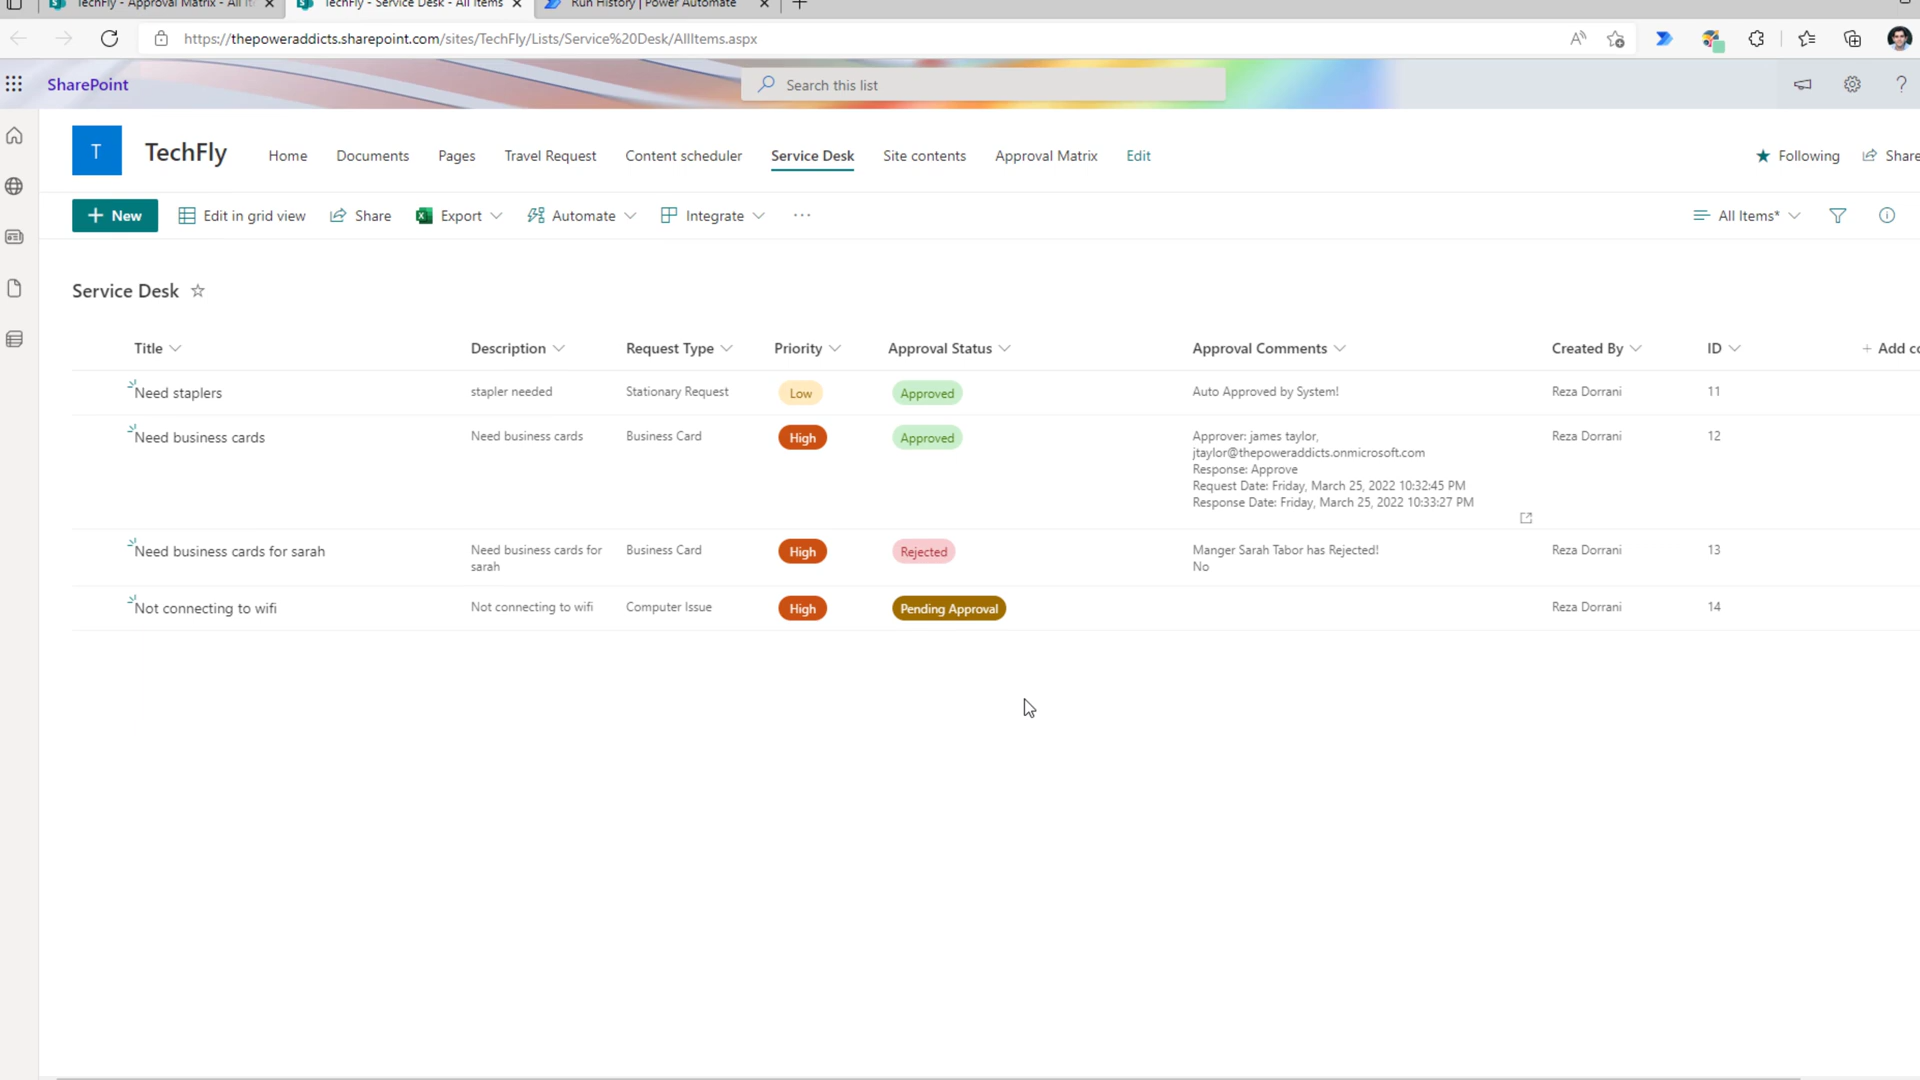 TechFly - Approval Matrix - All It
TechFly - Service Desk - All Items
Run History | Power Automate
https://thepoweraddicts.sharepoint.com/sites/TechFly/Lists/Service%20Desk/AllItems.aspx
SharePoint
Search this list
?
T
TechFly
Home
Documents
Pages
Travel Request
Content scheduler
Service Desk
Site contents
Approval Matrix
Edit
Following
Share
New
Edit in grid view
Share
Export
Automate
Integrate
All Items*
Service Desk
Title
Description
Request Type
Priority
Approval Status
Approval Comments
Created By
ID
+ Add co
Need staplers
stapler needed
Stationary Request
Low
Approved
Auto Approved by System!
Reza Dorrani
11
Need business cards
Need business cards
Business Card
High
Approved
Approver: james taylor,
jtaylor@thepoweraddicts.onmicrosoft.com
Response: Approve
Request Date: Friday, March 25, 2022 10:32:45 PM
Response Date: Friday, March 25, 2022 10:33:27 PM
Reza Dorrani
12
Need business cards for sarah
Need business cards for
sarah
Business Card
High
Rejected
Manger Sarah Tabor has Rejected!
No
Reza Dorrani
13
Not connecting to wifi
Not connecting to wifi
Computer Issue
High
Pending Approval
Reza Dorrani
14